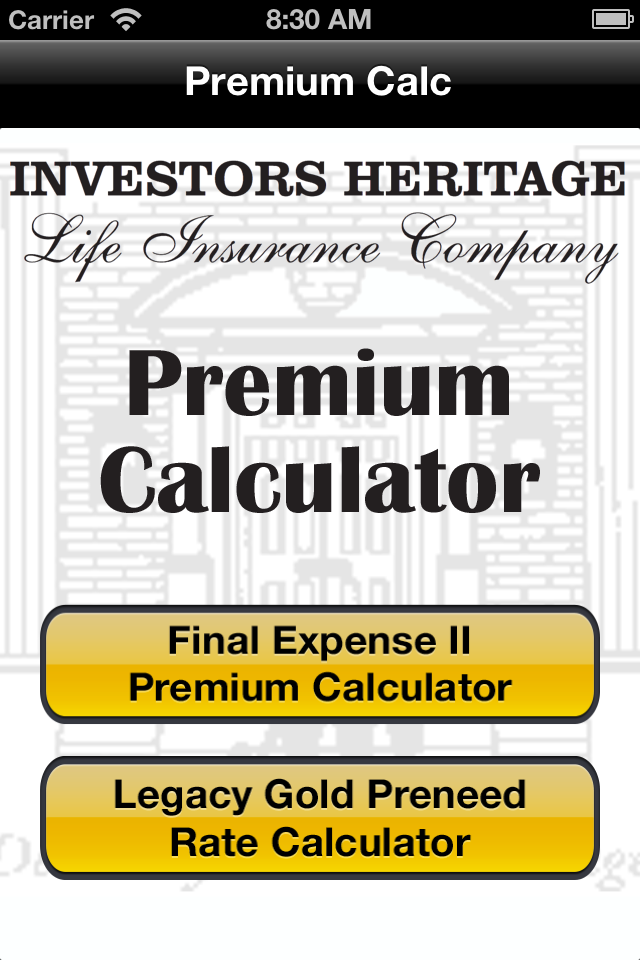 Carrier 8:30 AM
Premium Calc
INVESTORS HERITAGE
Life Insurance Company
Premium
Calculator
Final Expense II
Premium Calculator
Legacy Gold Preneed
Rate Calculator